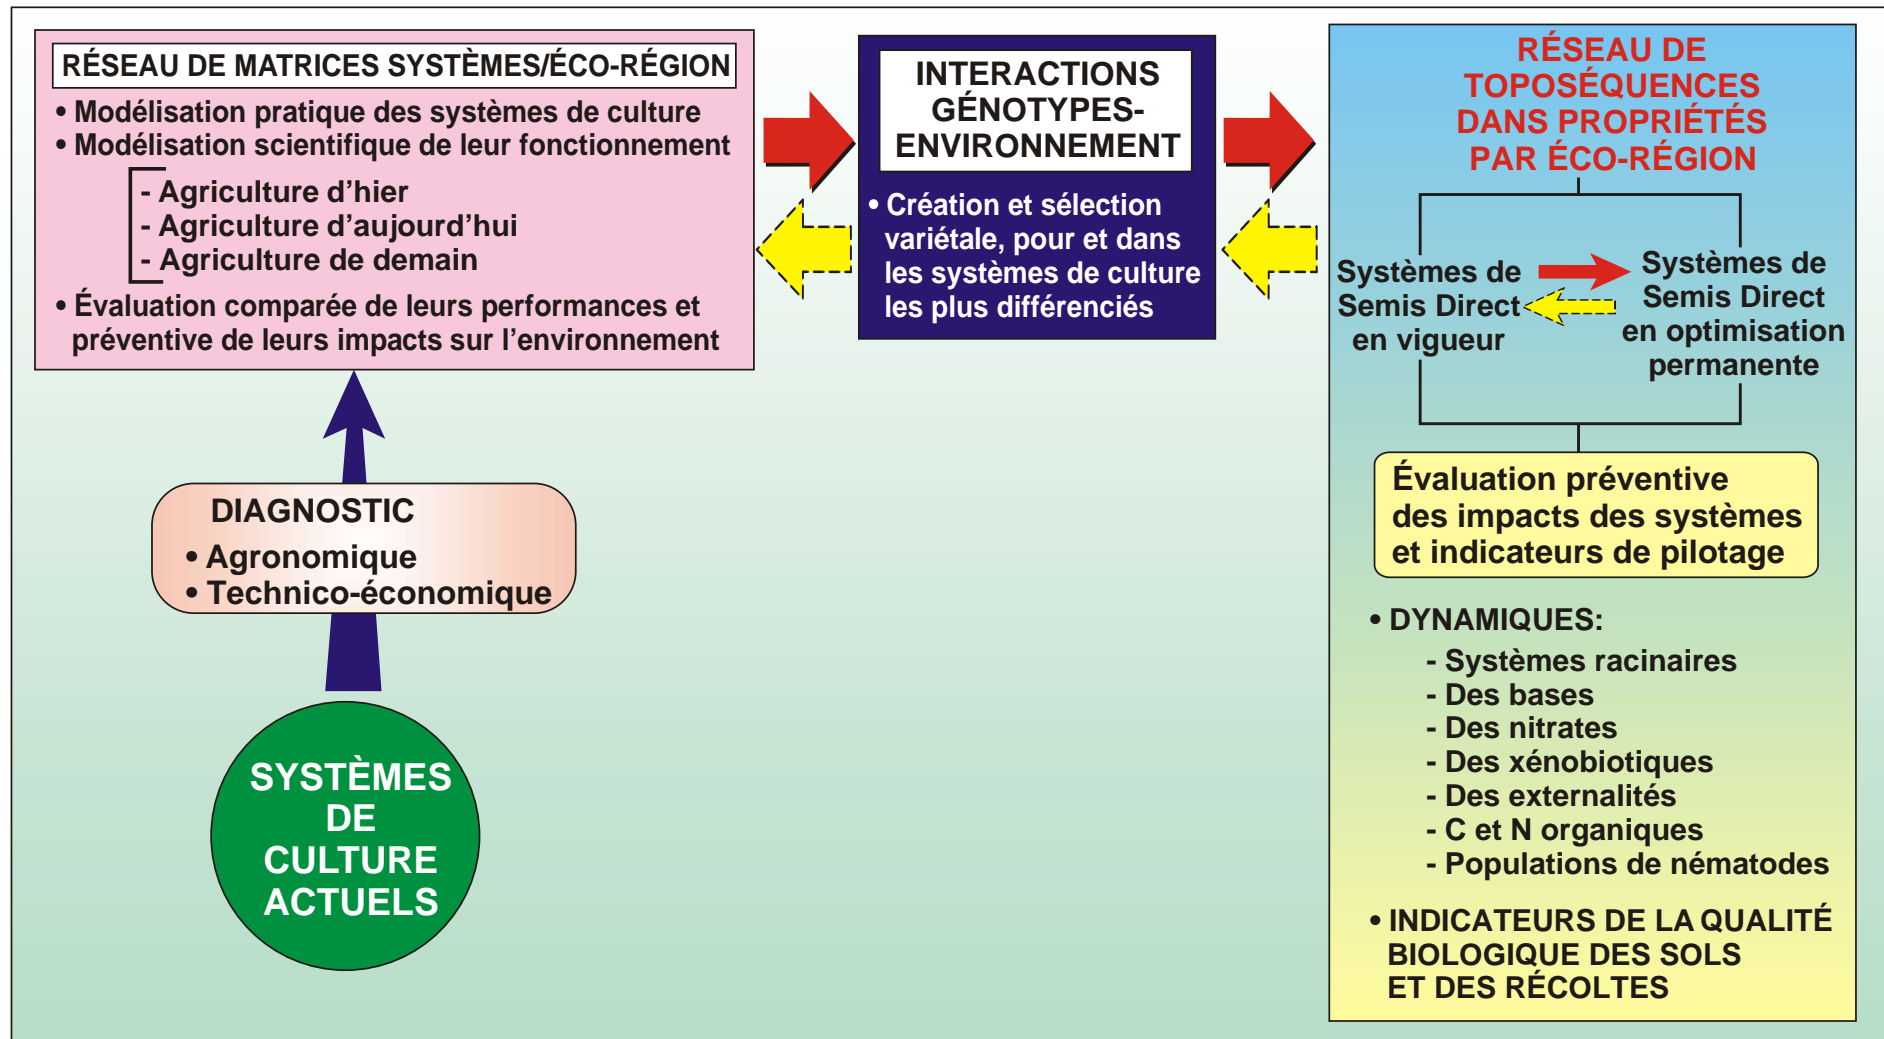 RÉSEAU DE MATRICES SYSTÈMES/ÉCO-RÉGION
• Modélisation pratique des systèmes de culture
• Modélisation scientifique de leur fonctionnement
- Agriculture d’hier
- Agriculture d’aujourd’hui
- Agriculture de demain
• Évaluation comparée de leurs performances et
préventive de leurs impacts sur l’environnement
DIAGNOSTIC
• Agronomique
• Technico-économique
SYSTÈMES
DE
CULTURE
ACTUELS
INTERACTIONS
GÉNOTYPES-
ENVIRONNEMENT
• Création et sélection
variétale, pour et dans
les systèmes de culture
les plus différenciés
RÉSEAU DE
TOPOSÉQUENCES
DANS PROPRIÉTÉS
PAR ÉCO-RÉGION
Systèmes de
Semis Direct
en vigueur
Systèmes de
Semis Direct
en optimisation
permanente
Évaluation préventive
des impacts des systèmes
et indicateurs de pilotage
• DYNAMIQUES:
- Systèmes racinaires
- Des bases
- Des nitrates
- Des xénobiotiques
- Des externalités
- C et N organiques
- Populations de nématodes
• INDICATEURS DE LA QUALITÉ
BIOLOGIQUE DES SOLS
ET DES RÉCOLTES